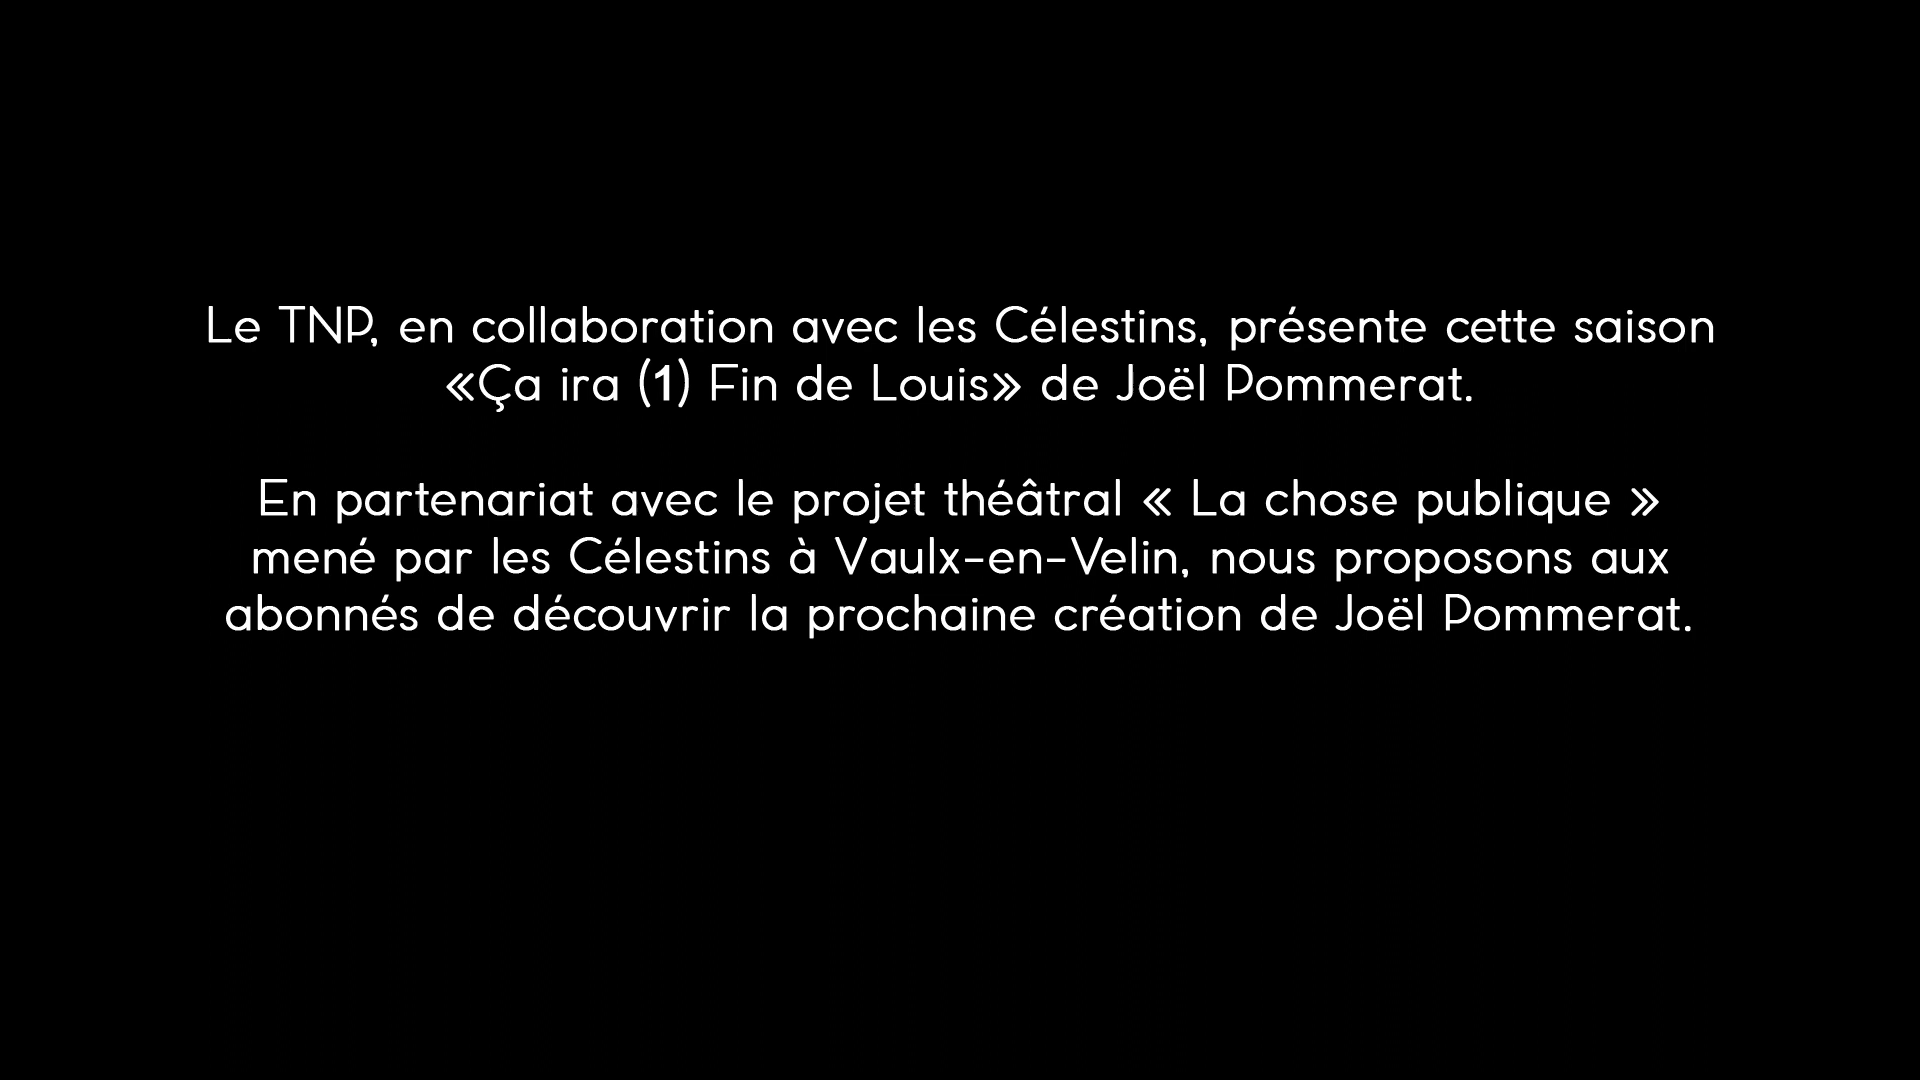 Le TNP, en collaboration avec les Célestins, présente cette saison
«Ça ira (1) Fin de Louis» de Joël Pommerat.
En partenariat avec le projet théâtral « La chose publique »
mené par les Célestins à Vaulx-en-Velin, nous proposons aux
abonnés de découvrir la prochaine création de Joël Pommerat.